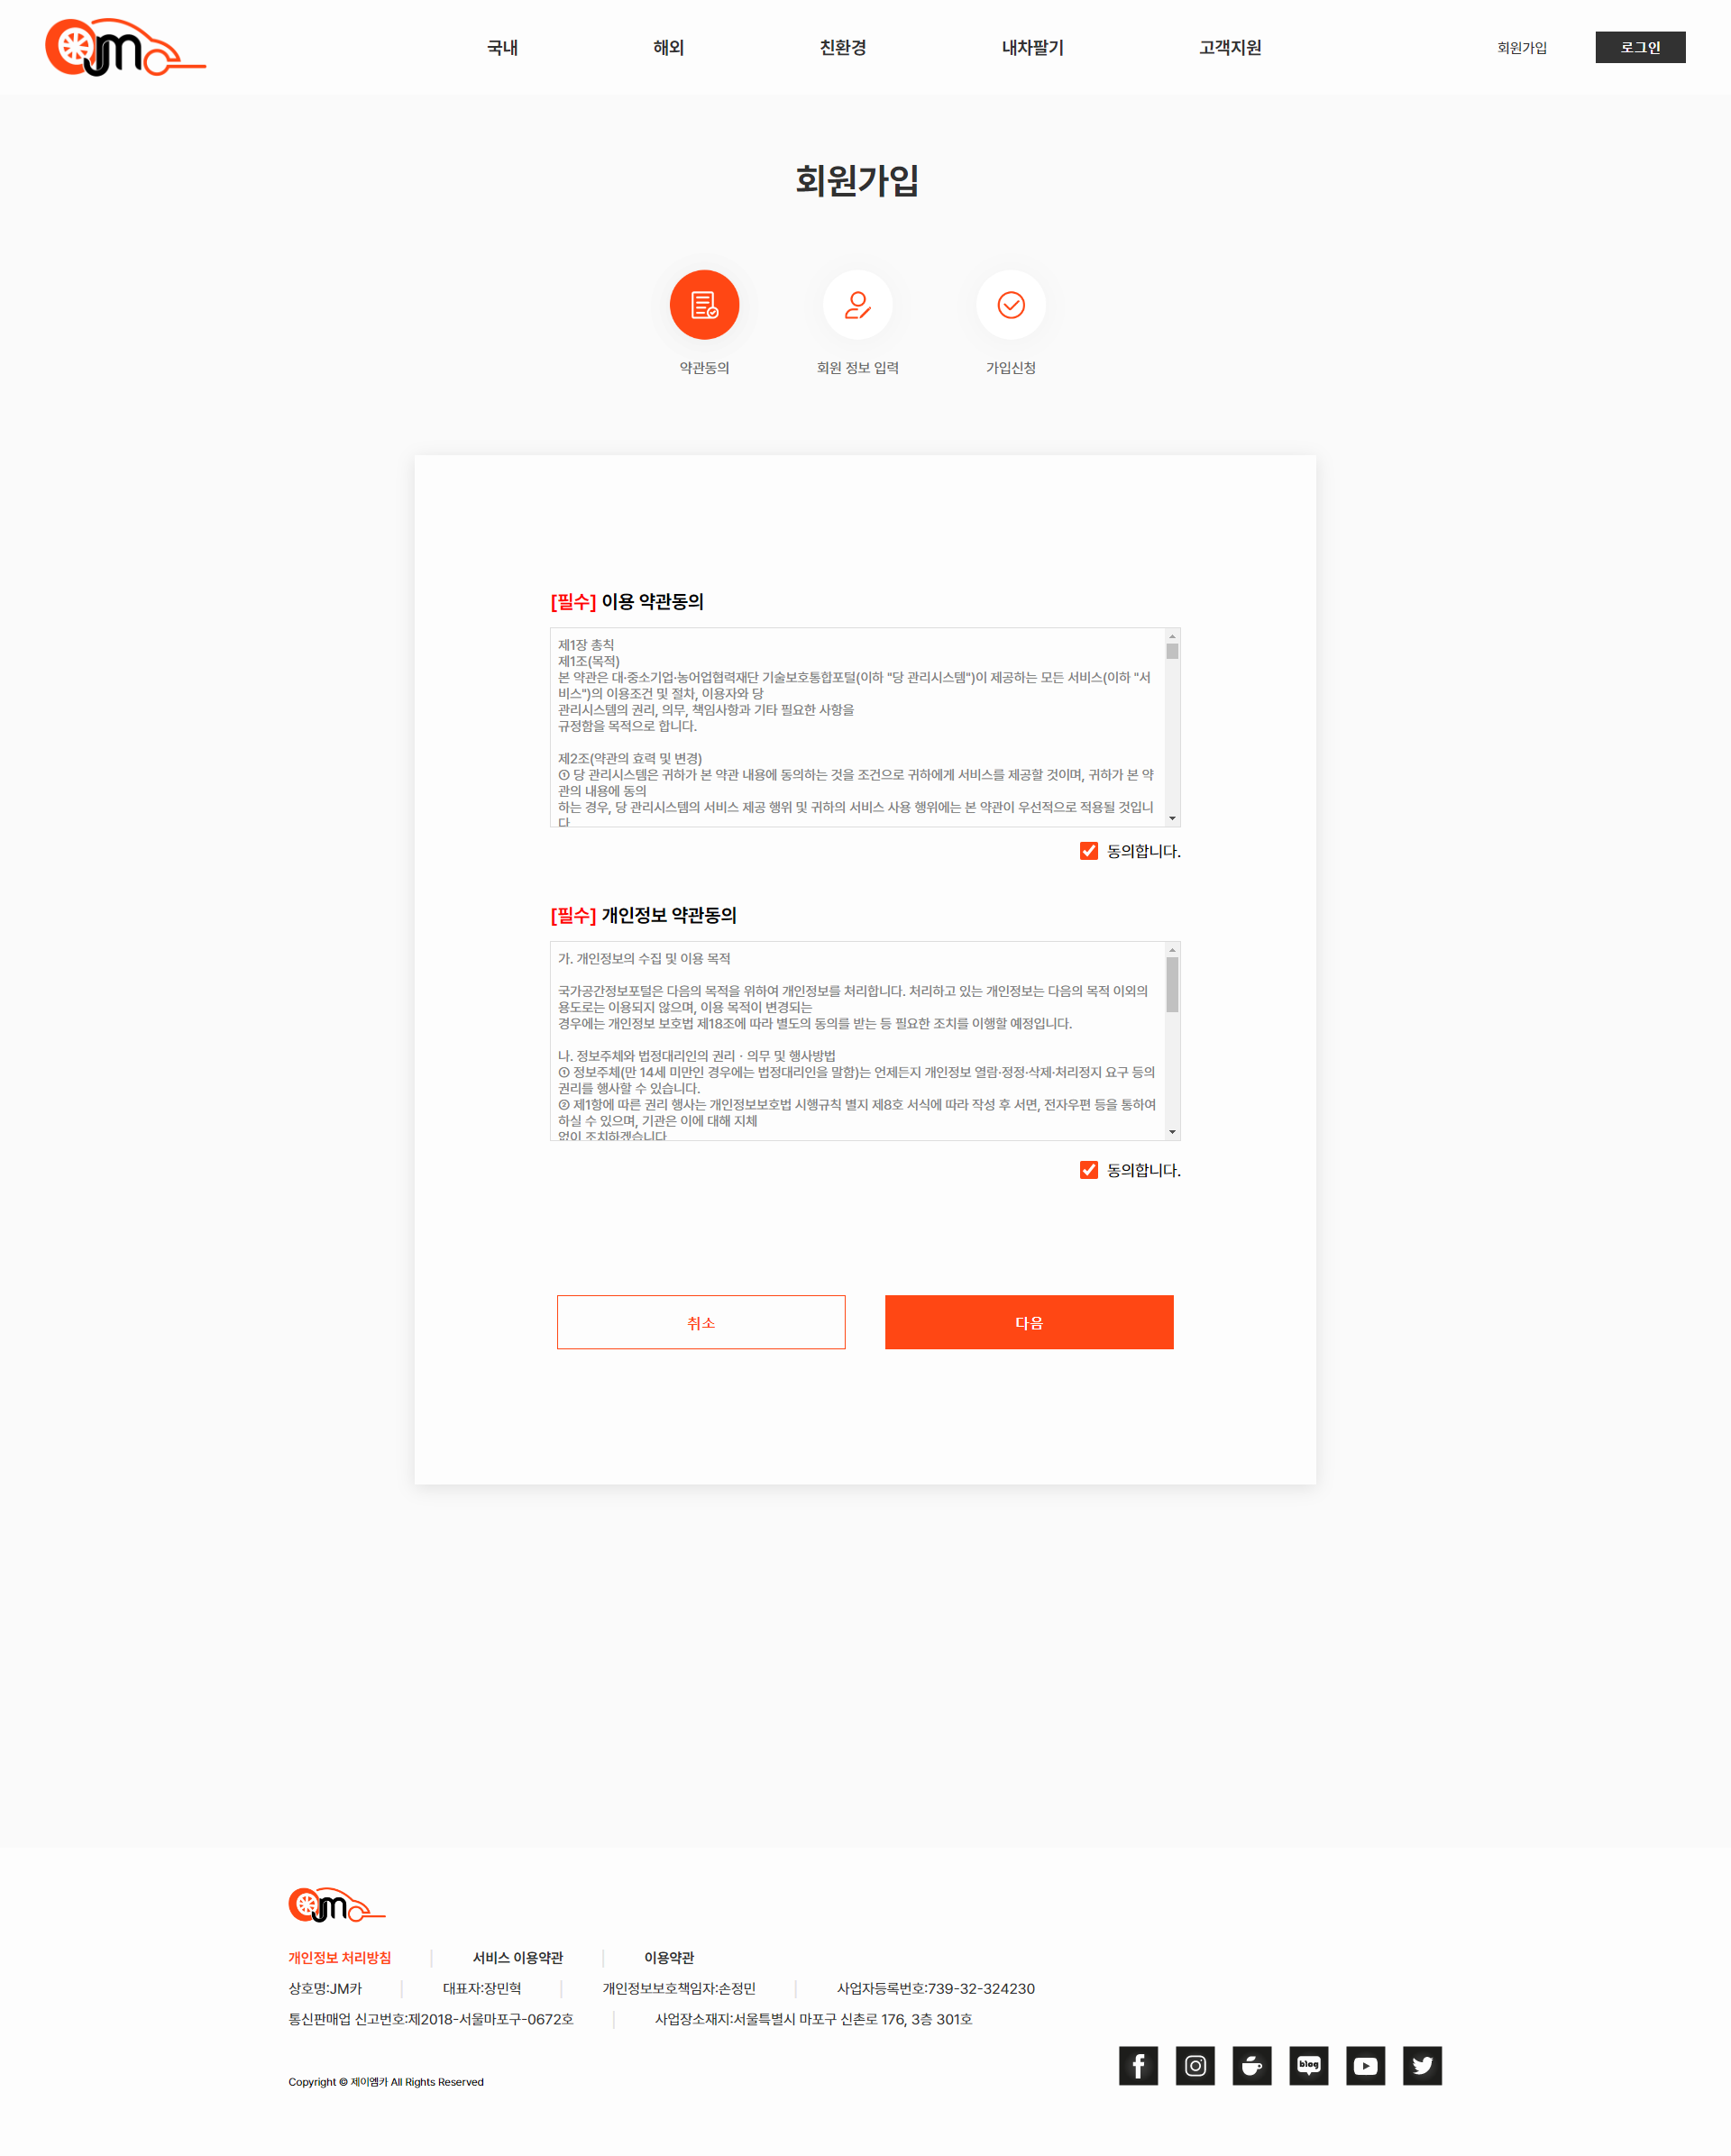 JM
국내
해외
친환경
내차팔기
고객지원
회원가입
로그인
회원가입
약관동의
회원 정보 입력
가입신청
[필수] 이용 약관동의
제1장 총칙
제1조(목적)
본 약관은 대·중소기업·농어업협력재단 기술보호통합포털(이하 "당 관리시스템")이 제공하는 모든 서비스(이하 "서
비스")의 이용조건 및 절차, 이용자와 당
관리시스템의 권리, 의무, 책임사항과 기타 필요한 사항을
규정함을 목적으로 합니다.
제2조(약관의 효력 및 변경)
① 당 관리시스템은 귀하가 본 약관 내용에 동의하는 것을 조건으로 귀하에게 서비스를 제공할 것이며, 귀하가 본 약
관의 내용에 동의
하는 경우, 당 관리시스템의 서비스 제공 행위 및 귀하의 서비스 사용 행위에는 본 약관이 우선적으로 적용될 것입니
다
동의합니다.
[필수] 개인정보 약관동의
가. 개인정보의 수집 및 이용 목적
국가공간정보포털은 다음의 목적을 위하여 개인정보를 처리합니다. 처리하고 있는 개인정보는 다음의 목적 이외의
용도로는 이용되지 않으며, 이용 목적이 변경되는
경우에는 개인정보 보호법 제18조에 따라 별도의 동의를 받는 등 필요한 조치를 이행할 예정입니다.
나. 정보주체와 법정대리인의 권리ㆍ의무 및 행사방법
① 정보주체(만 14세 미만인 경우에는 법정대리인을 말함)는 언제든지 개인정보 열람·정정·삭제·처리정지 요구 등의
권리를 행사할 수 있습니다.
② 제1항에 따른 권리 행사는 개인정보보호법 시행규칙 별지 제8호 서식에 따라 작성 후 서면, 전자우편 등을 통하여
하실 수 있으며, 기관은 이에 대해 지체
없이 조치하겠습니다
동의합니다.
취소
다음
JM
개인정보 처리방침
서비스 이용약관
이용약관
상호명:JM카
대표자:장민혁
개인정보보호책임자:손정민
사업자등록번호:739-32-324230
통신판매업 신고번호:제2018-서울마포구-0672호
사업장소재지:서울특별시 마포구 신촌로 176, 3층 301호
blog
Copyright © 제이엠카 All Rights Reserved